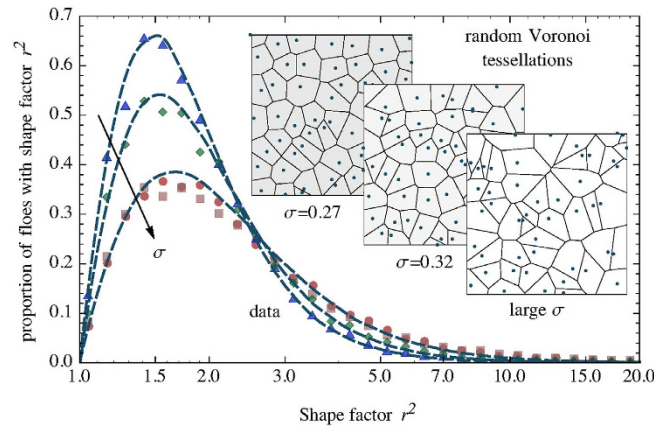 random Voronoi
tessellations
σ=0.27
σ=0.32
large σ
σ
data
proportion of floes with shape factor r²
0.7
0.6
0.5
0.4
0.3
0.2
0.1
0.0
1.0 1.5 2.0 3.0 5.0 7.0 10.0 15.0 20.0
Shape factor r²